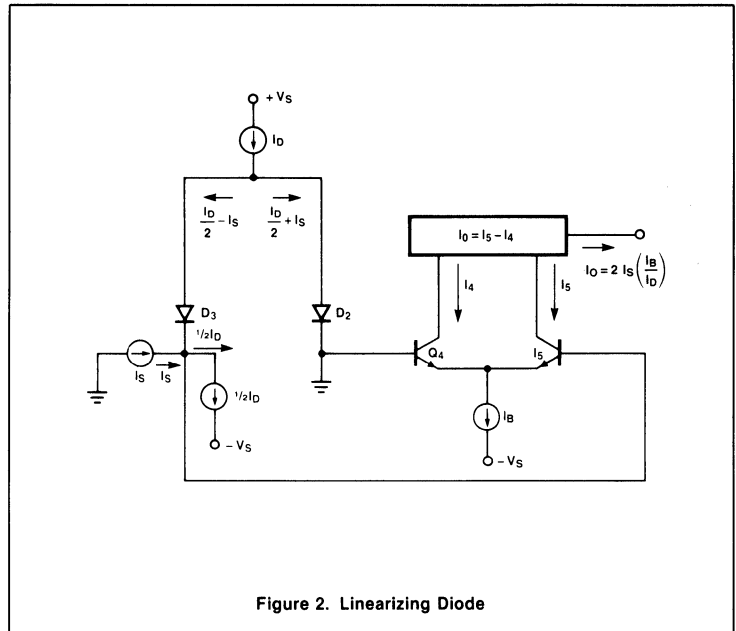 + VS
ID
ID/2 − IS
ID/2 + IS
I0 = I5 − I4
IO = 2 IS (IB/ID)
I4
I5
D3
D2
1/2ID
Q4
I5
IS
IS
1/2ID
IB
− VS
− VS
Figure 2. Linearizing Diode